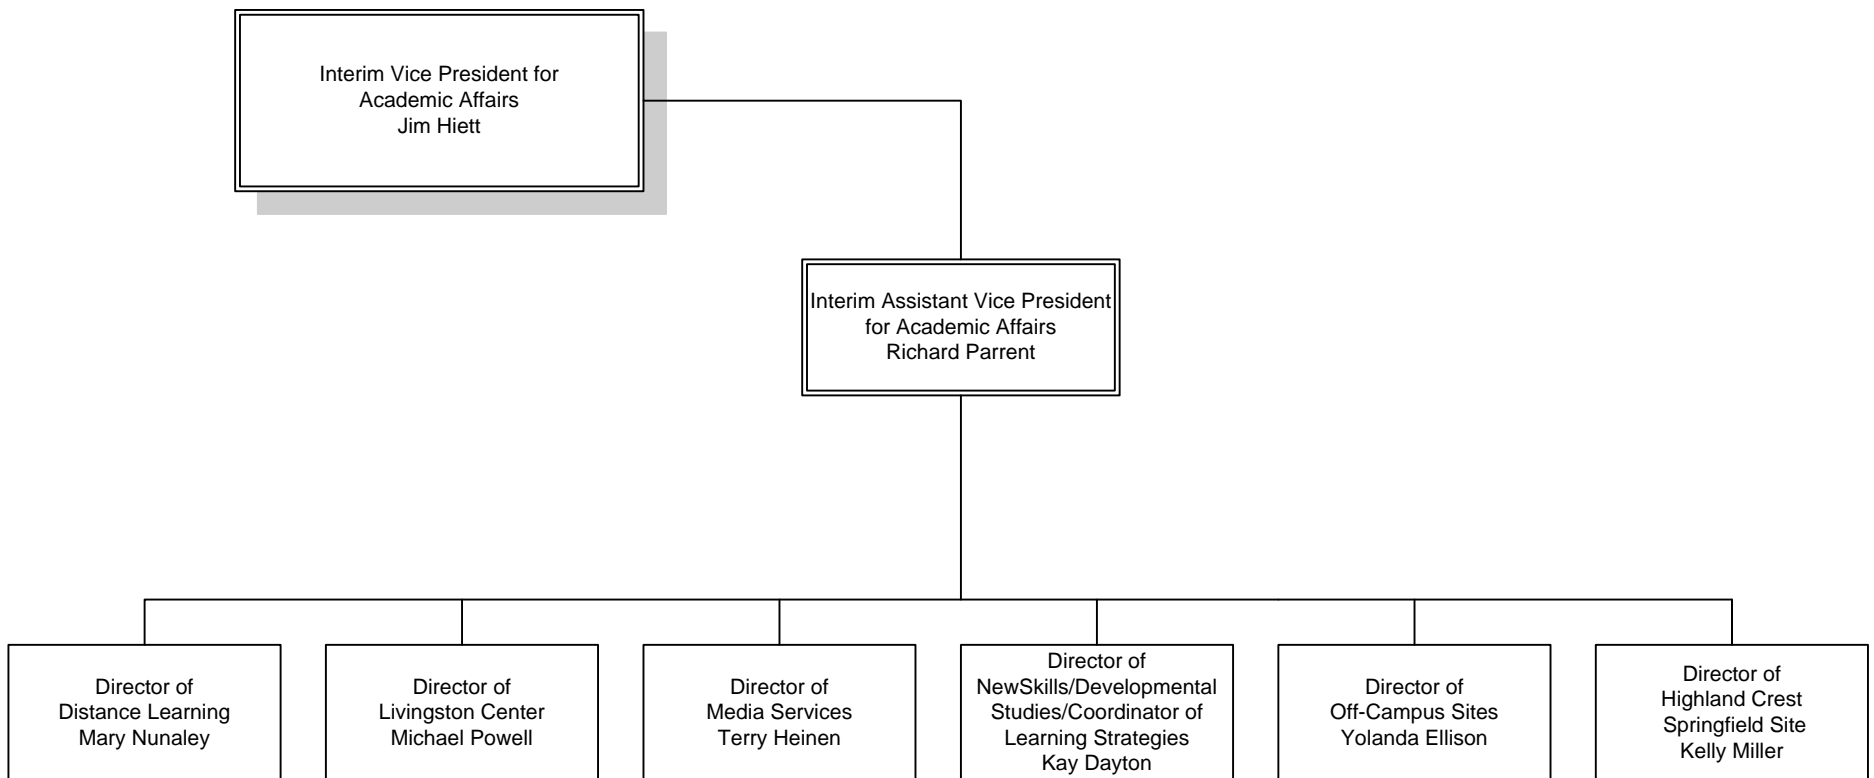 Interim Vice President for
Academic Affairs
Jim Hiett
Interim Assistant Vice President
for Academic Affairs
Richard Parrent
Director of
Distance Learning
Mary Nunaley
Director of
Livingston Center
Michael Powell
Director of
Media Services
Terry Heinen
Director of
NewSkills/Developmental
Studies/Coordinator of
Learning Strategies
Kay Dayton
Director of
Off-Campus Sites
Yolanda Ellison
Director of
Highland Crest
Springfield Site
Kelly Miller